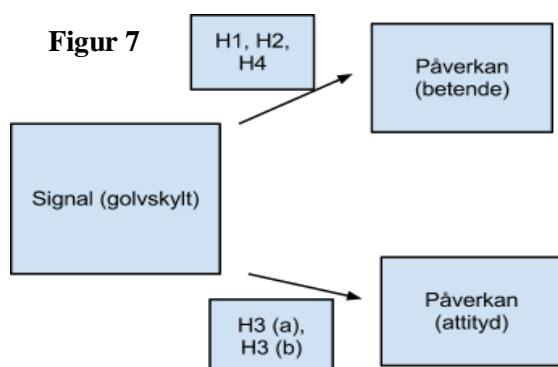 Figur 7
H1, H2,
H4
Påverkan
(betende)
Signal (golvskylt)
H3 (a),
H3 (b)
Påverkan
(attityd)